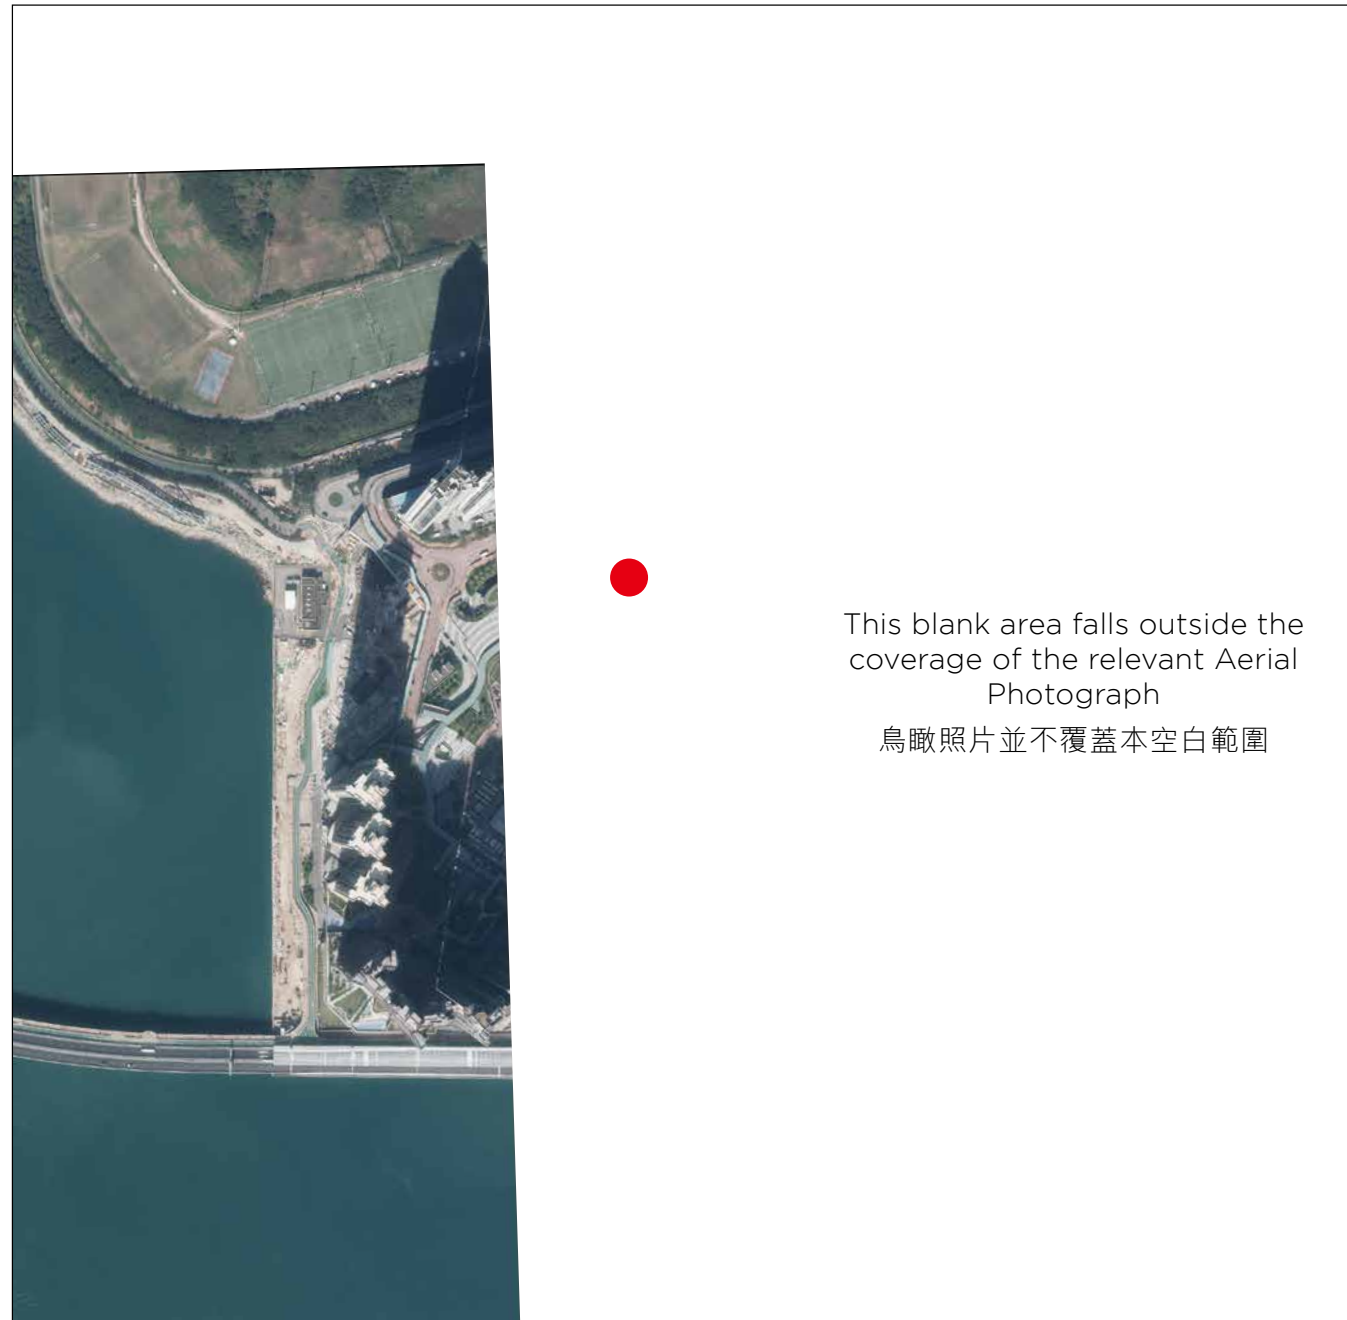 This blank area falls outside the
coverage of the relevant Aerial
Photograph
鳥瞰照片並不覆蓋本空白範圍